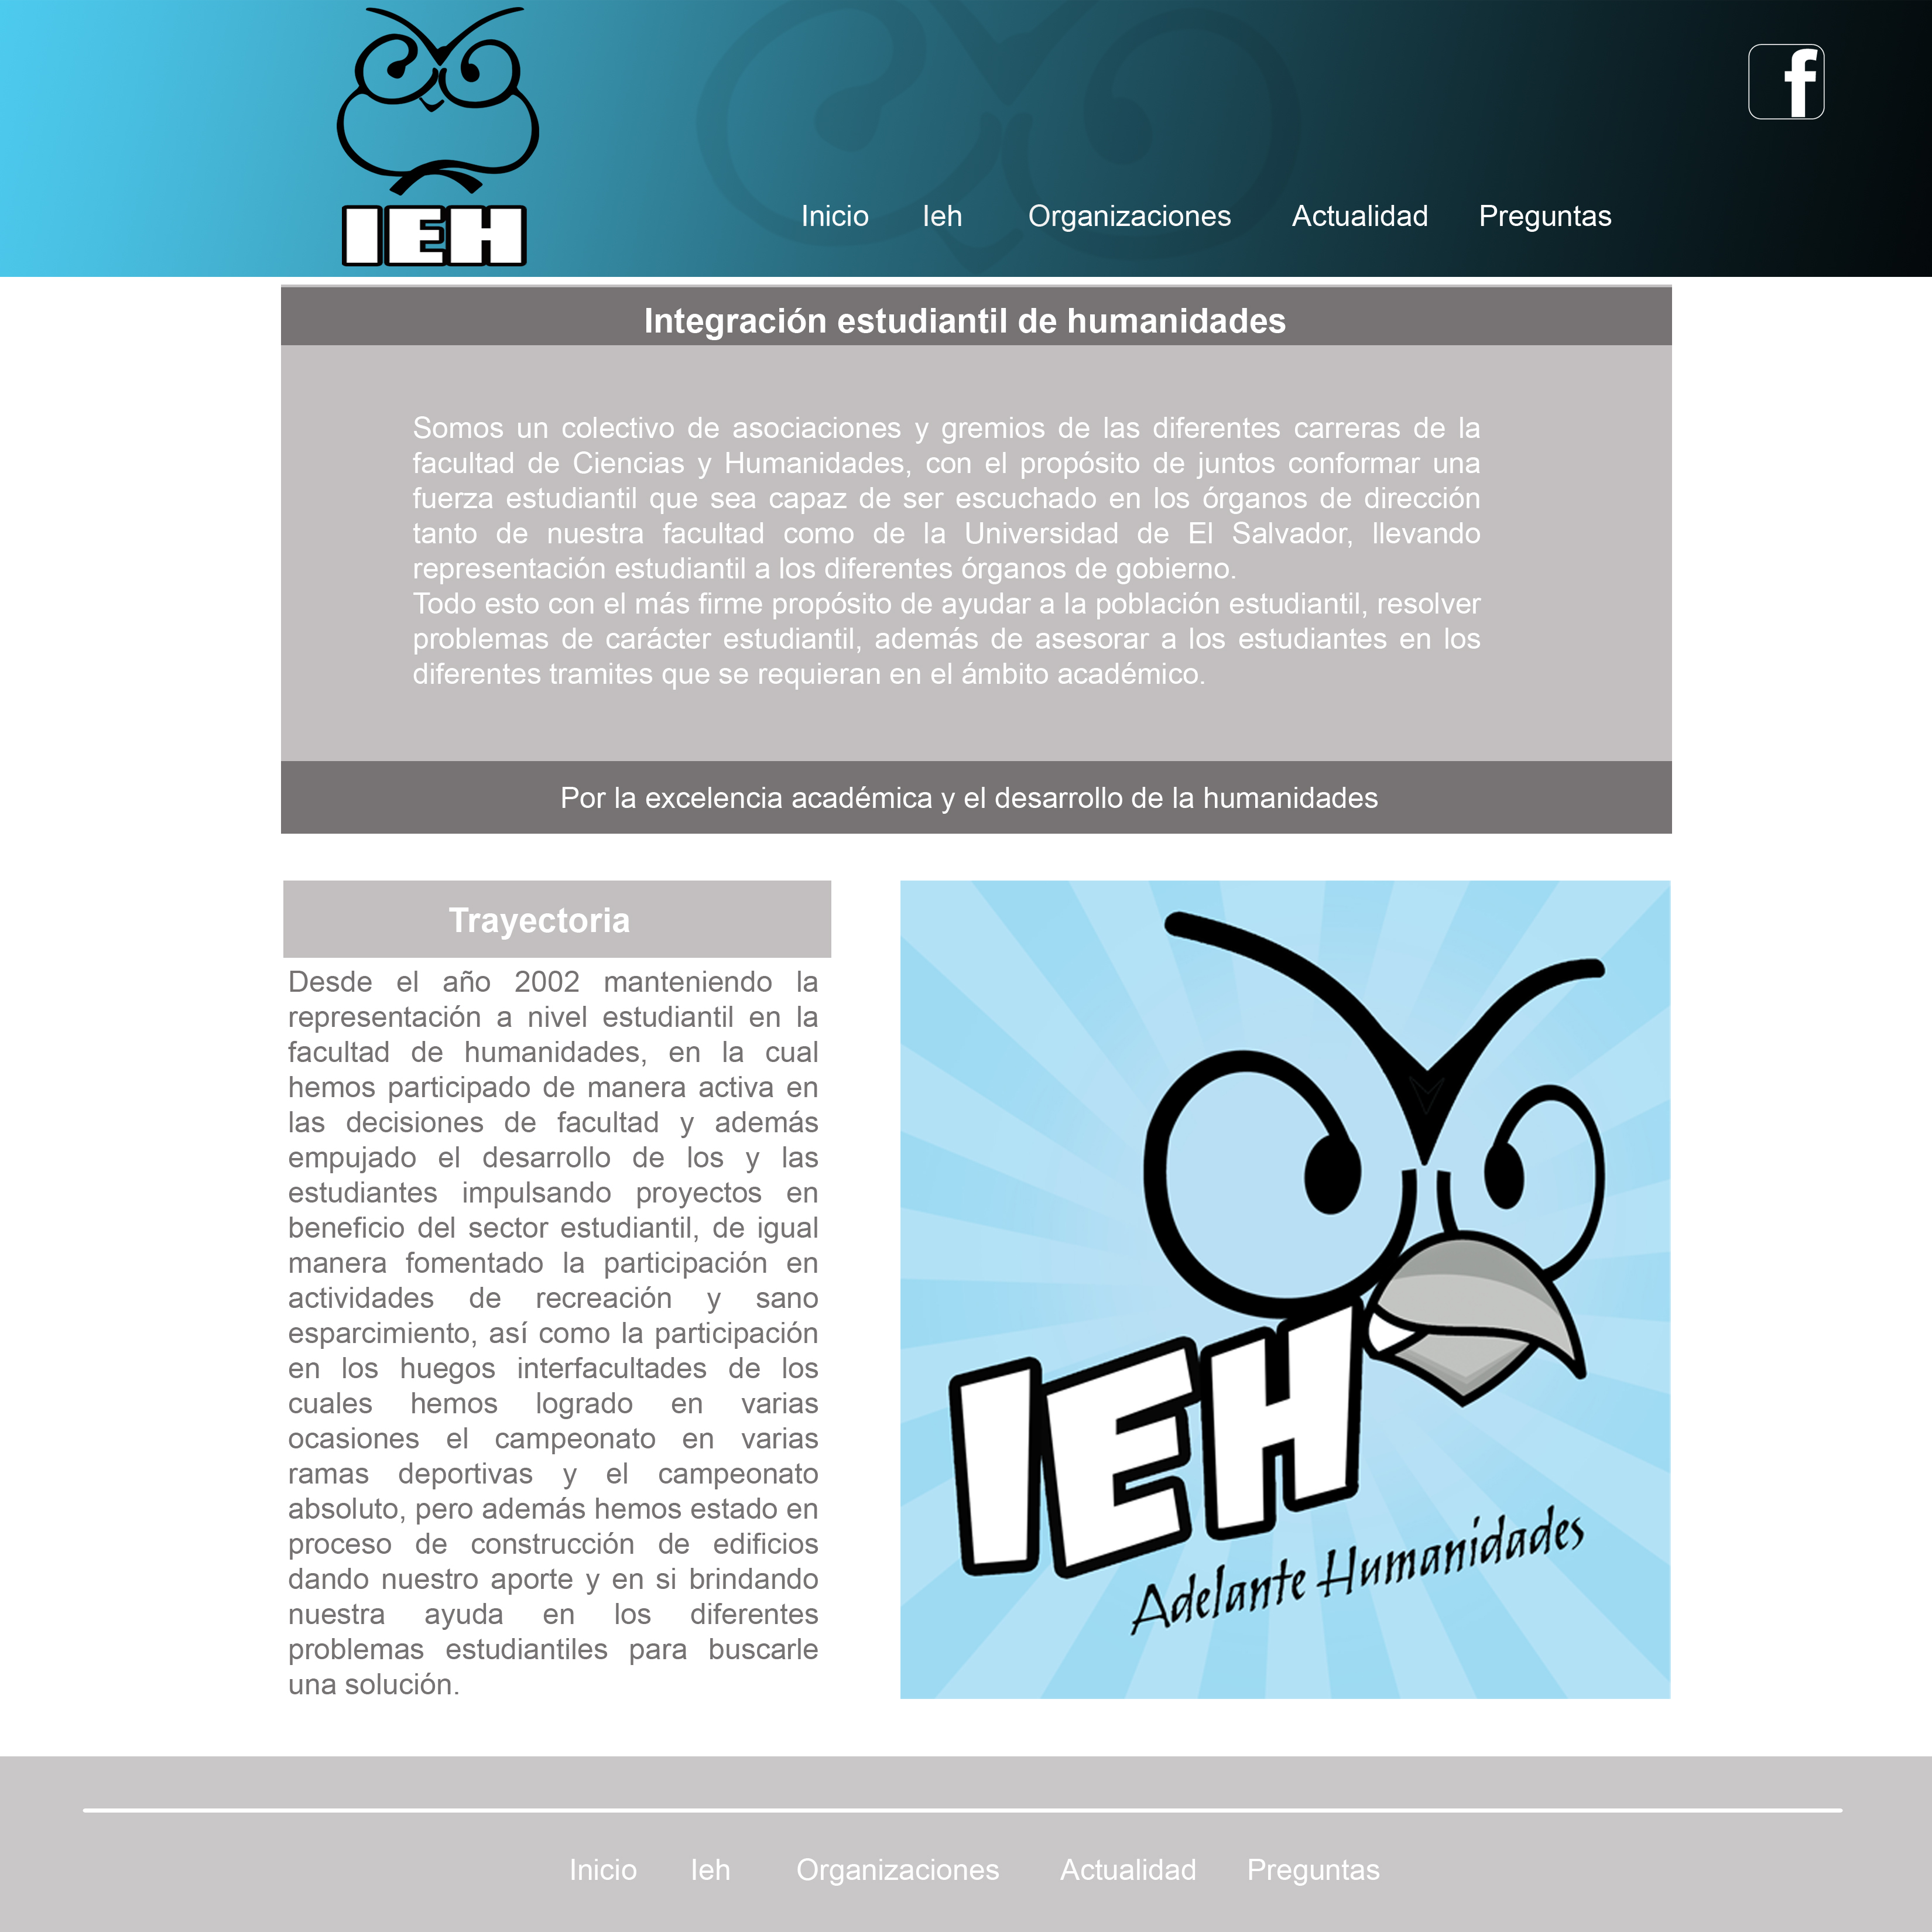 IEH
f
Inicio Ieh Organizaciones Actualidad Preguntas
Integración estudiantil de humanidades
Somos un colectivo de asociaciones y gremios de las diferentes carreras de la
facultad de Ciencias y Humanidades, con el propósito de juntos conformar una
fuerza estudiantil que sea capaz de ser escuchado en los órganos de dirección
tanto de nuestra facultad como de la Universidad de El Salvador, llevando
representación estudiantil a los diferentes órganos de gobierno.
Todo esto con el más firme propósito de ayudar a la población estudiantil, resolver
problemas de carácter estudiantil, además de asesorar a los estudiantes en los
diferentes tramites que se requieran en el ámbito académico.
Por la excelencia académica y el desarrollo de la humanidades
Trayectoria
Desde el año 2002 manteniendo la
representación a nivel estudiantil en la
facultad de humanidades, en la cual
hemos participado de manera activa en
las decisiones de facultad y además
empujado el desarrollo de los y las
estudiantes impulsando proyectos en
beneficio del sector estudiantil, de igual
manera fomentado la participación en
actividades de recreación y sano
esparcimiento, así como la participación
en los huegos interfacultades de los
cuales hemos logrado en varias
ocasiones el campeonato en varias
ramas deportivas y el campeonato
absoluto, pero además hemos estado en
proceso de construcción de edificios
dando nuestro aporte y en si brindando
nuestra ayuda en los diferentes
problemas estudiantiles para buscarle
una solución.
IEH
Adelante Humanidades
Inicio Ieh Organizaciones Actualidad Preguntas